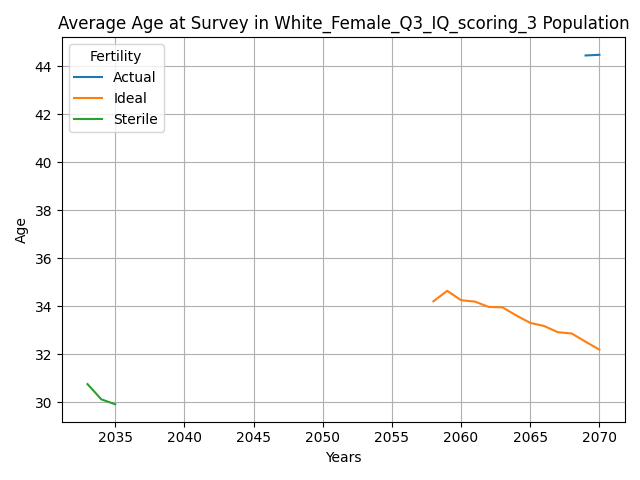 Average Age at Survey in White_Female_Q3_IQ_scoring_3 Population
Fertility
Actual
Ideal
Sterile
Age
44
42
40
38
36
34
32
30
2035 2040 2045 2050 2055 2060 2065 2070
Years